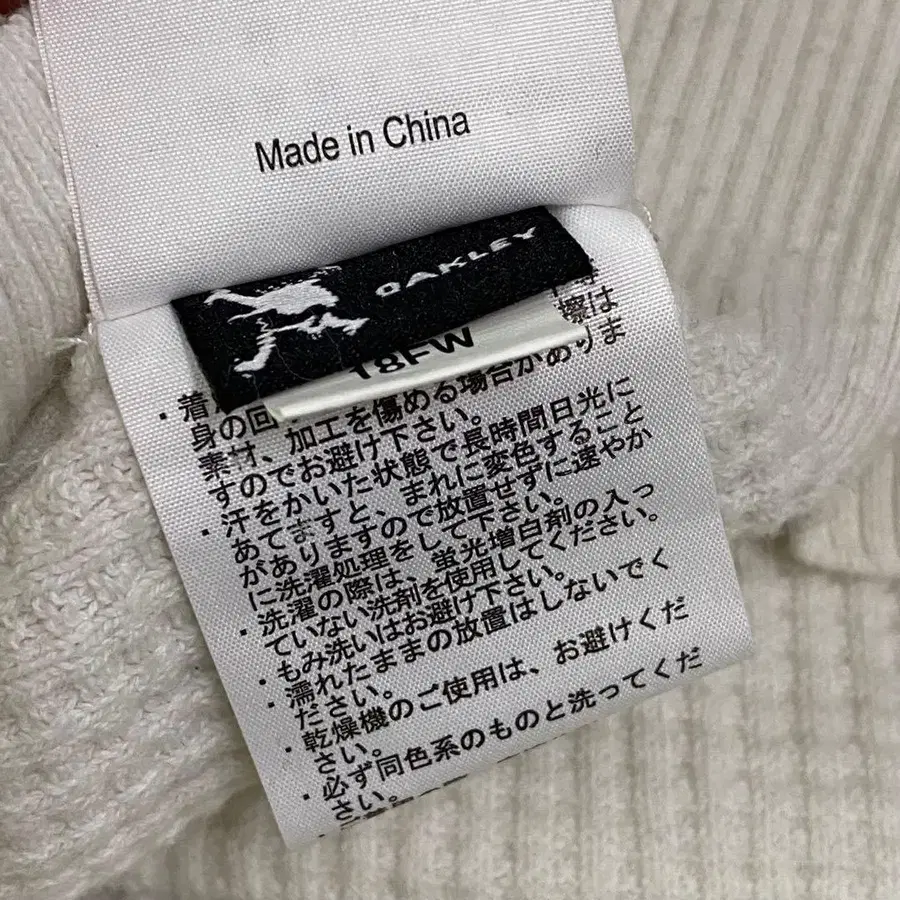 Made in China
OAKLEY
18FW
擦は
身の回
素材、加工を傷める場合がありま
すのでお避け下さい。
・汗をかいた状態で長時間日光に
あてますと、まれに変色すること
がありますので放置せずに速やか
に洗濯処理をして下さい。
・洗濯の際は、蛍光増白剤の入っ
ていない洗剤を使用してください。
・もみ洗いはお避け下さい。
・濡れたままの放置はしないでく
ださい。
・乾燥機のご使用は、お避けくだ
さい。
・必ず同色系のものと洗ってくだ
さい。